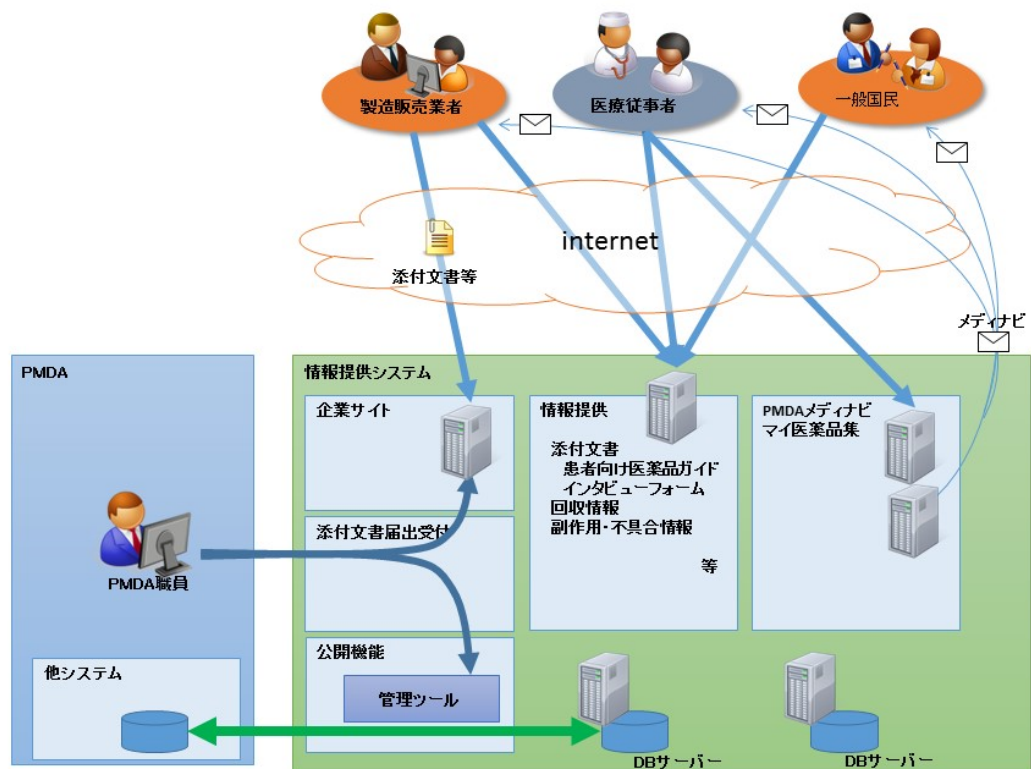 製造販売業者
医療従事者
一般国民
internet
添付文書等
メディナビ
PMDA
情報提供システム
企業サイト
情報提供
PMDAメディナビ
マイ医薬品集
添付文書
患者向け医薬品ガイド
インタビューフォーム
回収情報
副作用・不具合情報
等
添付文書届出受付
PMDA職員
公開機能
他システム
管理ツール
DBサーバー
DBサーバー